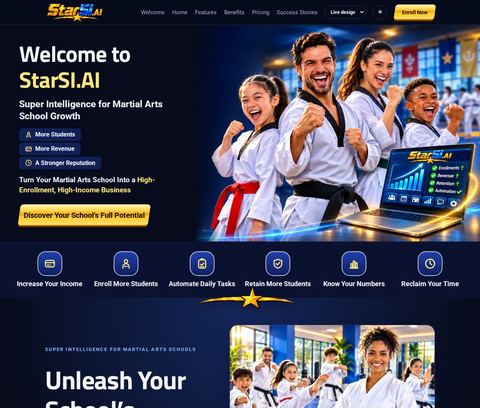 StarSI.AI
Welcome Home Features Benefits Pricing Success Stories Live design Enroll Now
Welcome to
StarSI.AI
Super Intelligence for Martial Arts
School Growth
More Students
More Revenue
A Stronger Reputation
Turn Your Martial Arts School Into a High-
Enrollment, High-Income Business
Discover Your School's Full Potential
StarSI.AI
Enrollments
Revenue
Retention
Automation
Increase Your Income
Enroll More Students
Automate Daily Tasks
Retain More Students
Know Your Numbers
Reclaim Your Time
SUPER INTELLIGENCE FOR MARTIAL ARTS SCHOOLS
Unleash Your
School's